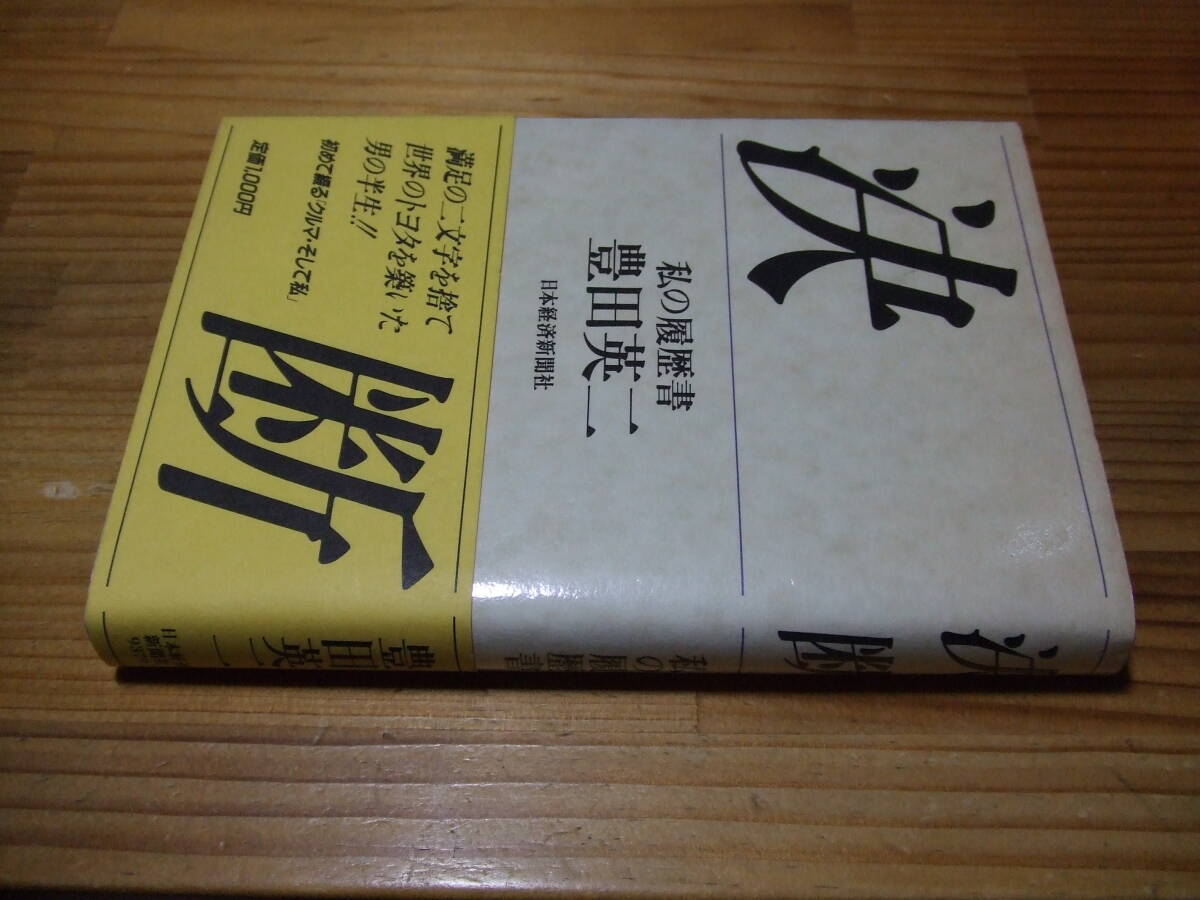 決
断
私の履歴書
豊田英二
日本経済新聞社
満足の二文字を捨て
世界のトヨタを築いた
男の半生!!
初めて綴る「クルマ・そして私」
定価1,000円
決断
私の履歴書
豊田英二